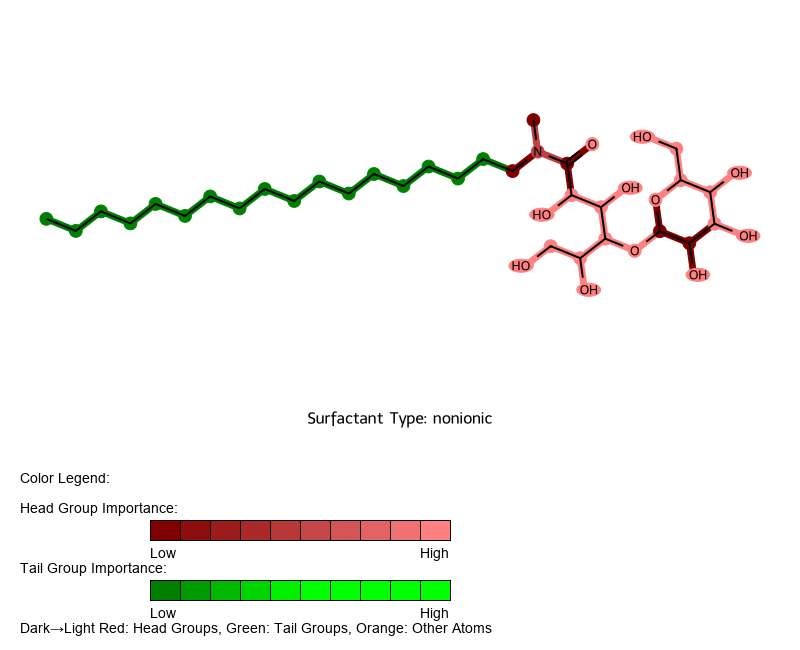 HO
OH
N
O
OH
HO
O
OH
O
HO
OH
OH
Surfactant Type: nonionic
Color Legend:
Head Group Importance:
Low High
Tail Group Importance:
Low High
Dark→Light Red: Head Groups, Green: Tail Groups, Orange: Other Atoms